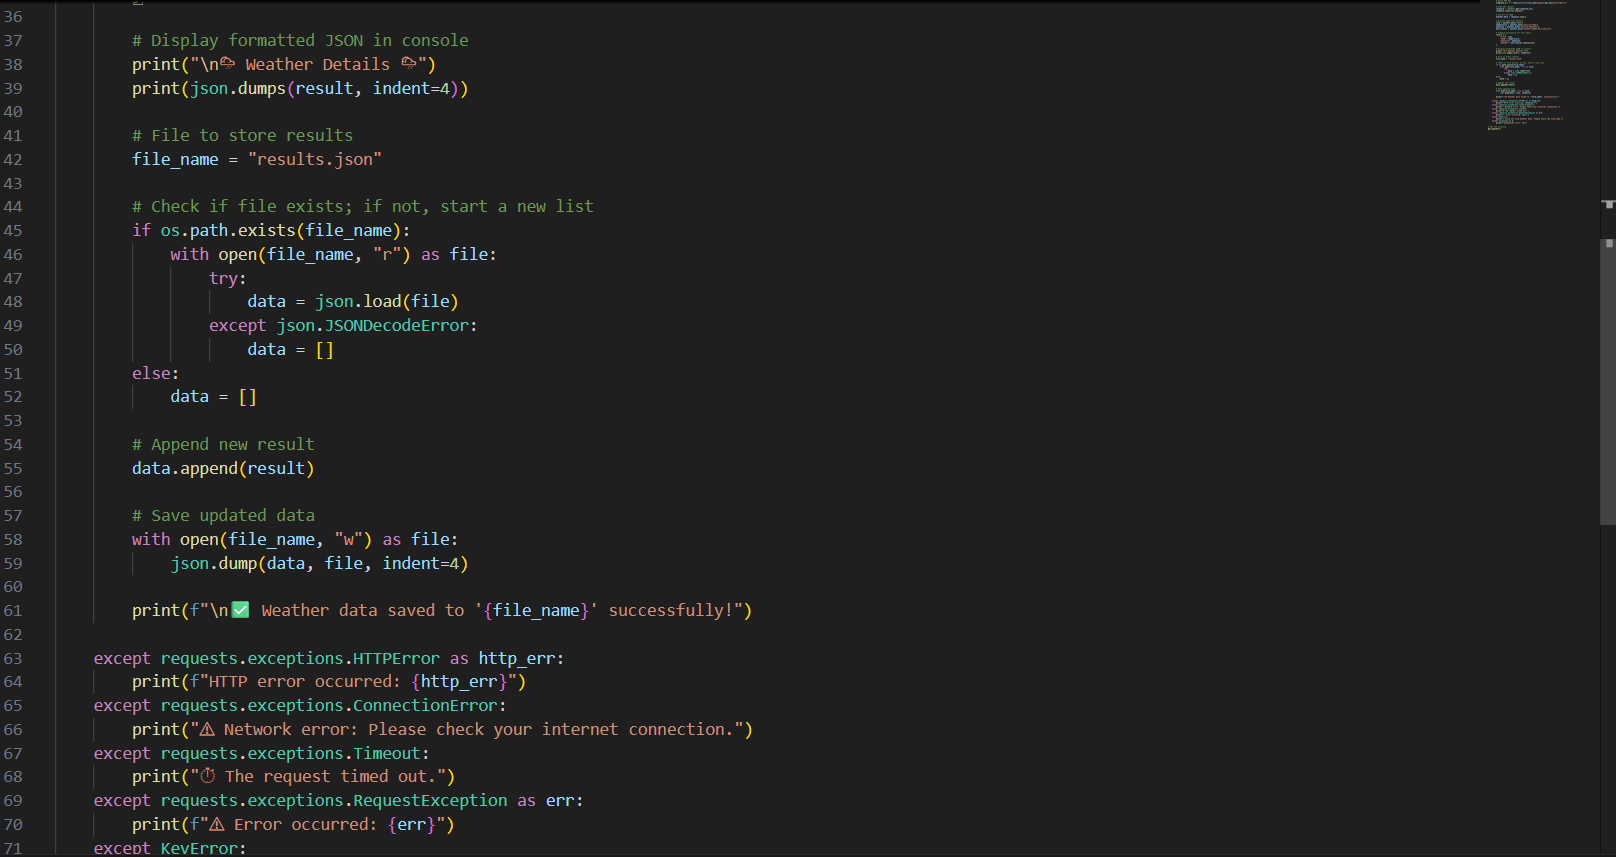 36
37 # Display formatted JSON in console
38 print("\n🌧 Weather Details 🌧")
39 print(json.dumps(result, indent=4))
40
41 # File to store results
42 file_name = "results.json"
43
44 # Check if file exists; if not, start a new list
45 if os.path.exists(file_name):
46 with open(file_name, "r") as file:
47 try:
48 data = json.load(file)
49 except json.JSONDecodeError:
50 data = []
51 else:
52 data = []
53
54 # Append new result
55 data.append(result)
56
57 # Save updated data
58 with open(file_name, "w") as file:
59 json.dump(data, file, indent=4)
60
61 print(f"\n✅ Weather data saved to '{file_name}' successfully!")
62
63 except requests.exceptions.HTTPError as http_err:
64 print(f"HTTP error occurred: {http_err}")
65 except requests.exceptions.ConnectionError:
66 print("⚠ Network error: Please check your internet connection.")
67 except requests.exceptions.Timeout:
68 print("⏱ The request timed out.")
69 except requests.exceptions.RequestException as err:
70 print(f"⚠ Error occurred: {err}")
71 except KeyError: